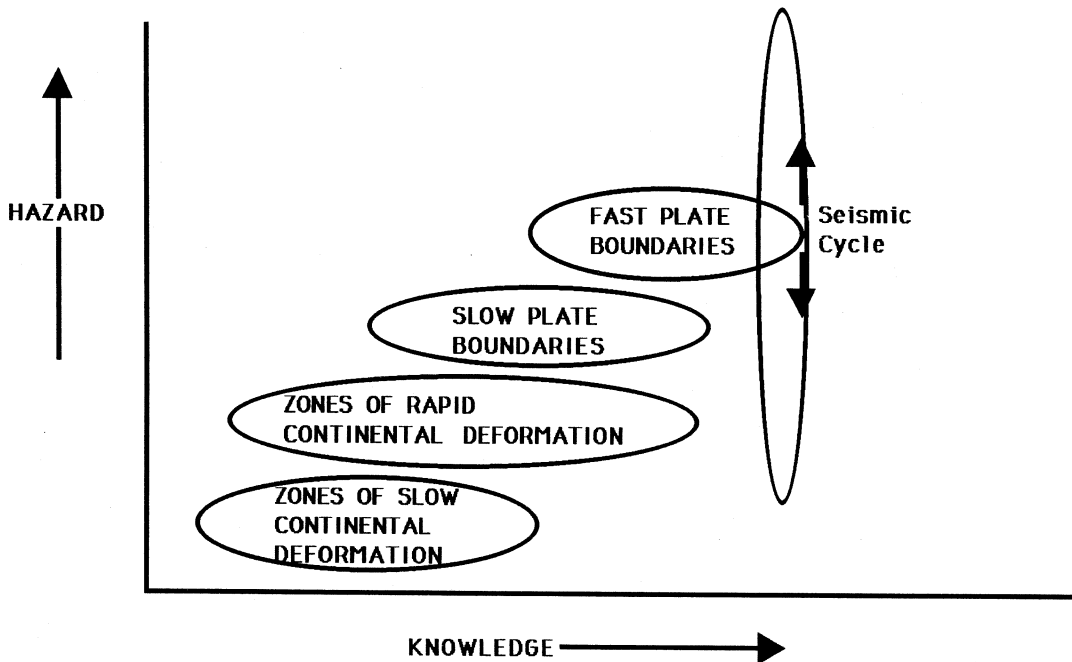 HAZARD
FAST PLATE
BOUNDARIES
Seismic
Cycle
SLOW PLATE
BOUNDARIES
ZONES OF RAPID
CONTINENTAL DEFORMATION
ZONES OF SLOW
CONTINENTAL
DEFORMATION
KNOWLEDGE